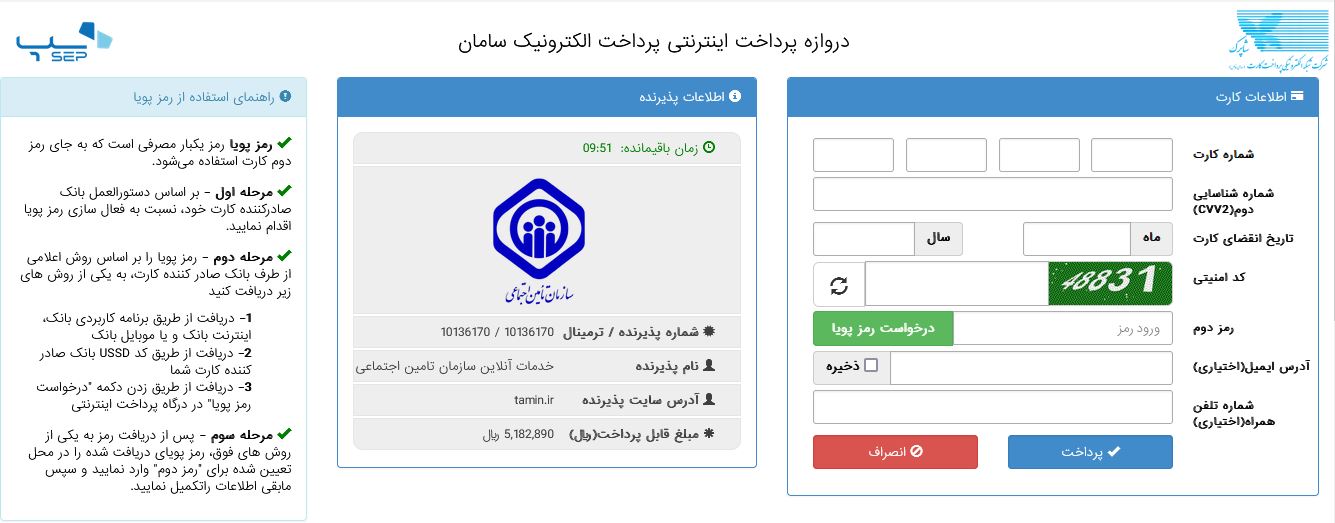 شاپرک
شرکت شبکه الکترونیکی پرداخت کارت
دروازه پرداخت اینترنتی پرداخت الکترونیک سامان
سپ
SEP
اطلاعات کارت
شماره کارت
شماره شناسایی
دوم(CVV2)
تاریخ انقضای کارت
ماه
سال
کد امنیتی
48831
رمز دوم
ورود رمز
درخواست رمز پویا
آدرس ایمیل(اختیاری)
ذخیره
شماره تلفن
همراه(اختیاری)
پرداخت
انصراف
اطلاعات پذیرنده
زمان باقیمانده: 09:51
سازمان تأمین اجتماعی
شماره پذیرنده / ترمینال 10136170 / 10136170
نام پذیرنده خدمات آنلاین سازمان تامین اجتماعی
آدرس سایت پذیرنده tamin.ir
مبلغ قابل پرداخت(ریال) 5,182,890 ریال
راهنمای استفاده از رمز پویا
رمز پویا رمز یکبار مصرفی است که به جای رمز
دوم کارت استفاده می‌شود.
مرحله اول - بر اساس دستورالعمل بانک
صادرکننده کارت خود، نسبت به فعال سازی رمز پویا
اقدام نمایید.
مرحله دوم - رمز پویا را بر اساس روش اعلامی
از طرف بانک صادر کننده کارت، به یکی از روش های
زیر دریافت کنید
1- دریافت از طریق برنامه کاربردی بانک،
اینترنت بانک و یا موبایل بانک
2- دریافت از طریق کد USSD بانک صادر
کننده کارت شما
3- دریافت از طریق زدن دکمه "درخواست
رمز پویا" در درگاه پرداخت اینترنتی
مرحله سوم - پس از دریافت رمز به یکی از
روش های فوق، رمز پویای دریافت شده را در محل
تعیین شده برای "رمز دوم" وارد نمایید و سپس
مابقی اطلاعات راتکمیل نمایید.